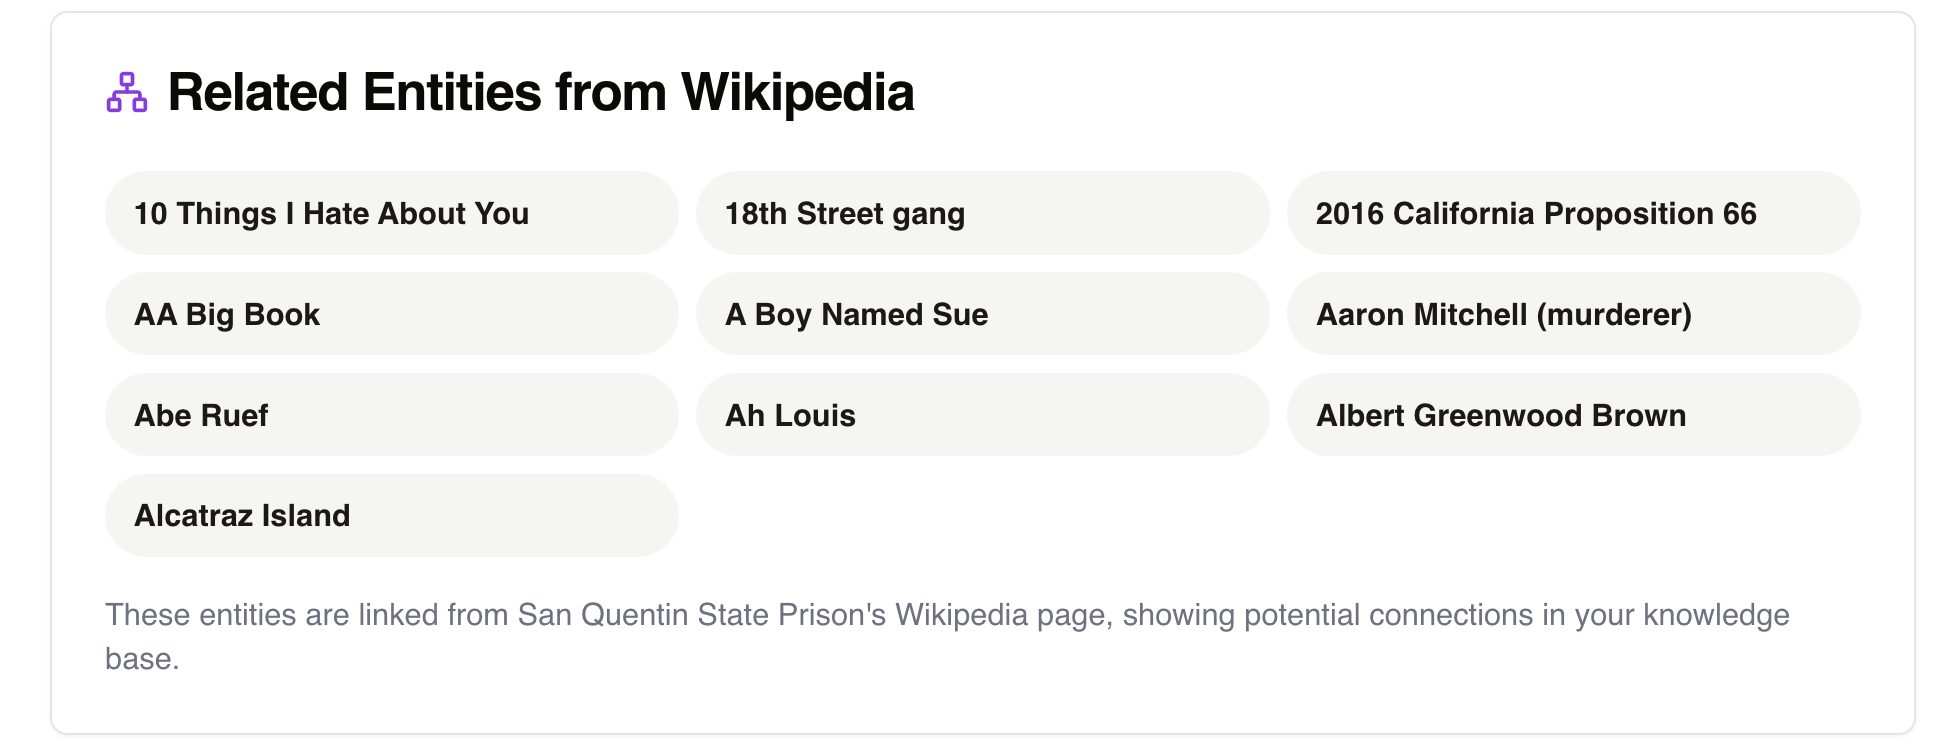 Related Entities from Wikipedia
10 Things I Hate About You
18th Street gang
2016 California Proposition 66
AA Big Book
A Boy Named Sue
Aaron Mitchell (murderer)
Abe Ruef
Ah Louis
Albert Greenwood Brown
Alcatraz Island
These entities are linked from San Quentin State Prison's Wikipedia page, showing potential connections in your knowledge
base.